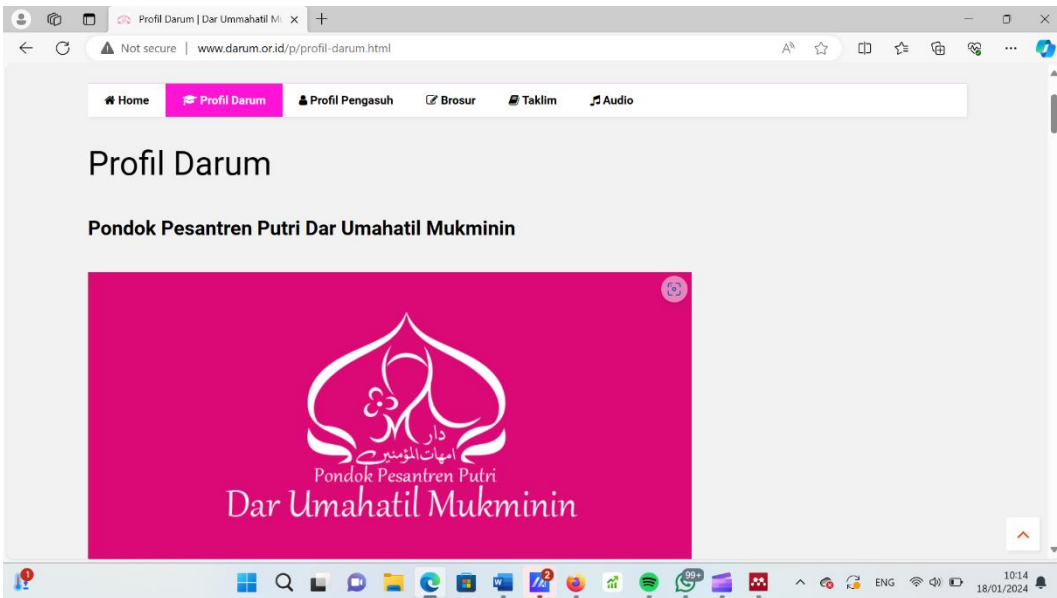 Profil Darum | Dar Ummahatil Mu
Not secure | www.darum.or.id/p/profil-darum.html
Home Profil Darum Profil Pengasuh Brosur Taklim Audio
Profil Darum
Pondok Pesantren Putri Dar Umahatil Mukminin
دار
امهات المؤمنين
Pondok Pesantren Putri
Dar Umahatil Mukminin
2 99+ ENG 10:14
18/01/2024